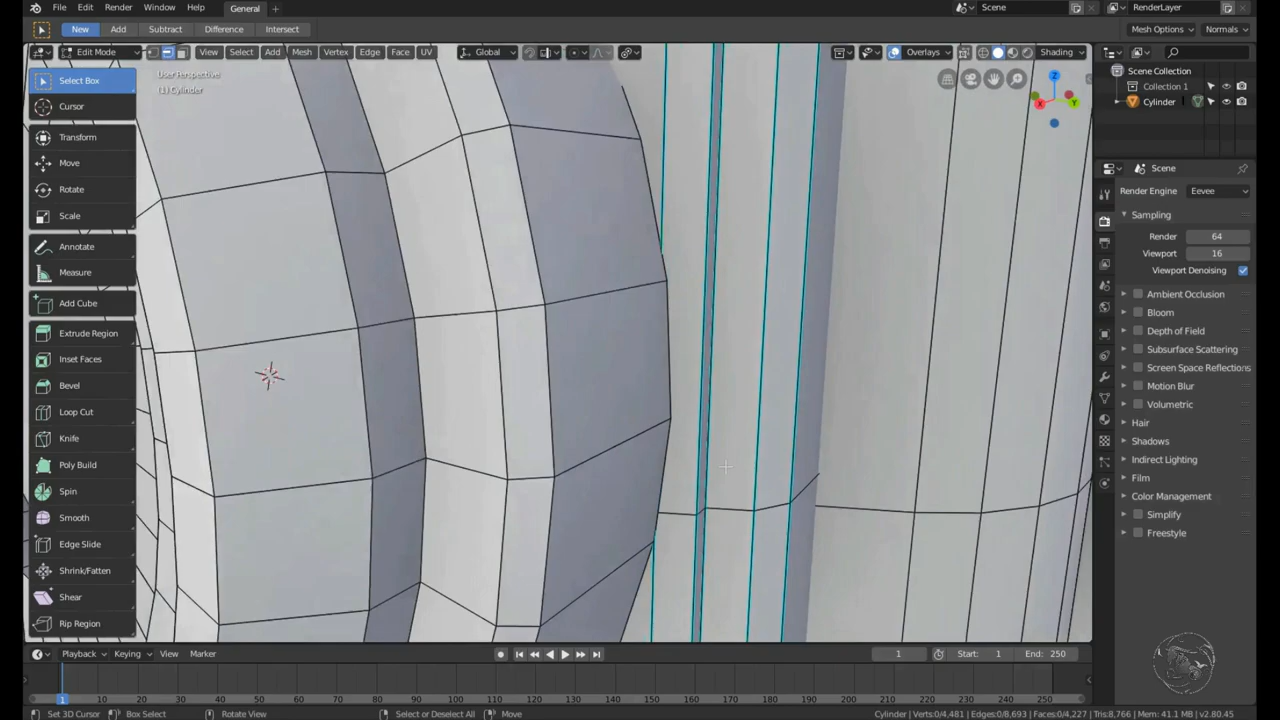 File Edit Render Window Help General + Scene RenderLayer
New Add Subtract Difference Intersect Mesh Options Normals
Edit Mode View Select Add Mesh Vertex Edge Face UV Global Overlays Shading
User Perspective
(1) Cylinder
Select Box
Cursor
Transform
Move
Rotate
Scale
Annotate
Measure
Add Cube
Extrude Region
Inset Faces
Bevel
Loop Cut
Knife
Poly Build
Spin
Smooth
Edge Slide
Shrink/Fatten
Shear
Rip Region
X Y Z
Scene Collection
Collection 1
Cylinder
Scene
Render Engine Eevee
Sampling
Render 64
Viewport 16
Viewport Denoising
Ambient Occlusion
Bloom
Depth of Field
Subsurface Scattering
Screen Space Reflections
Motion Blur
Volumetric
Hair
Shadows
Indirect Lighting
Film
Color Management
Simplify
Freestyle
Playback Keying View Marker 1 Start: 1 End: 250
1 10 20 30 40 50 60 70 80 90 100 110 120 130 140 150 160 170 180 190 200 210 220 230 240 250
Set 3D Cursor Box Select Rotate View Select or Deselect All Move Cylinder | Verts:0/4,481 | Edges:0/8,693 | Faces:0/4,227 | Tris:8,766 | Mem: 41.1 MB | v2.80.45